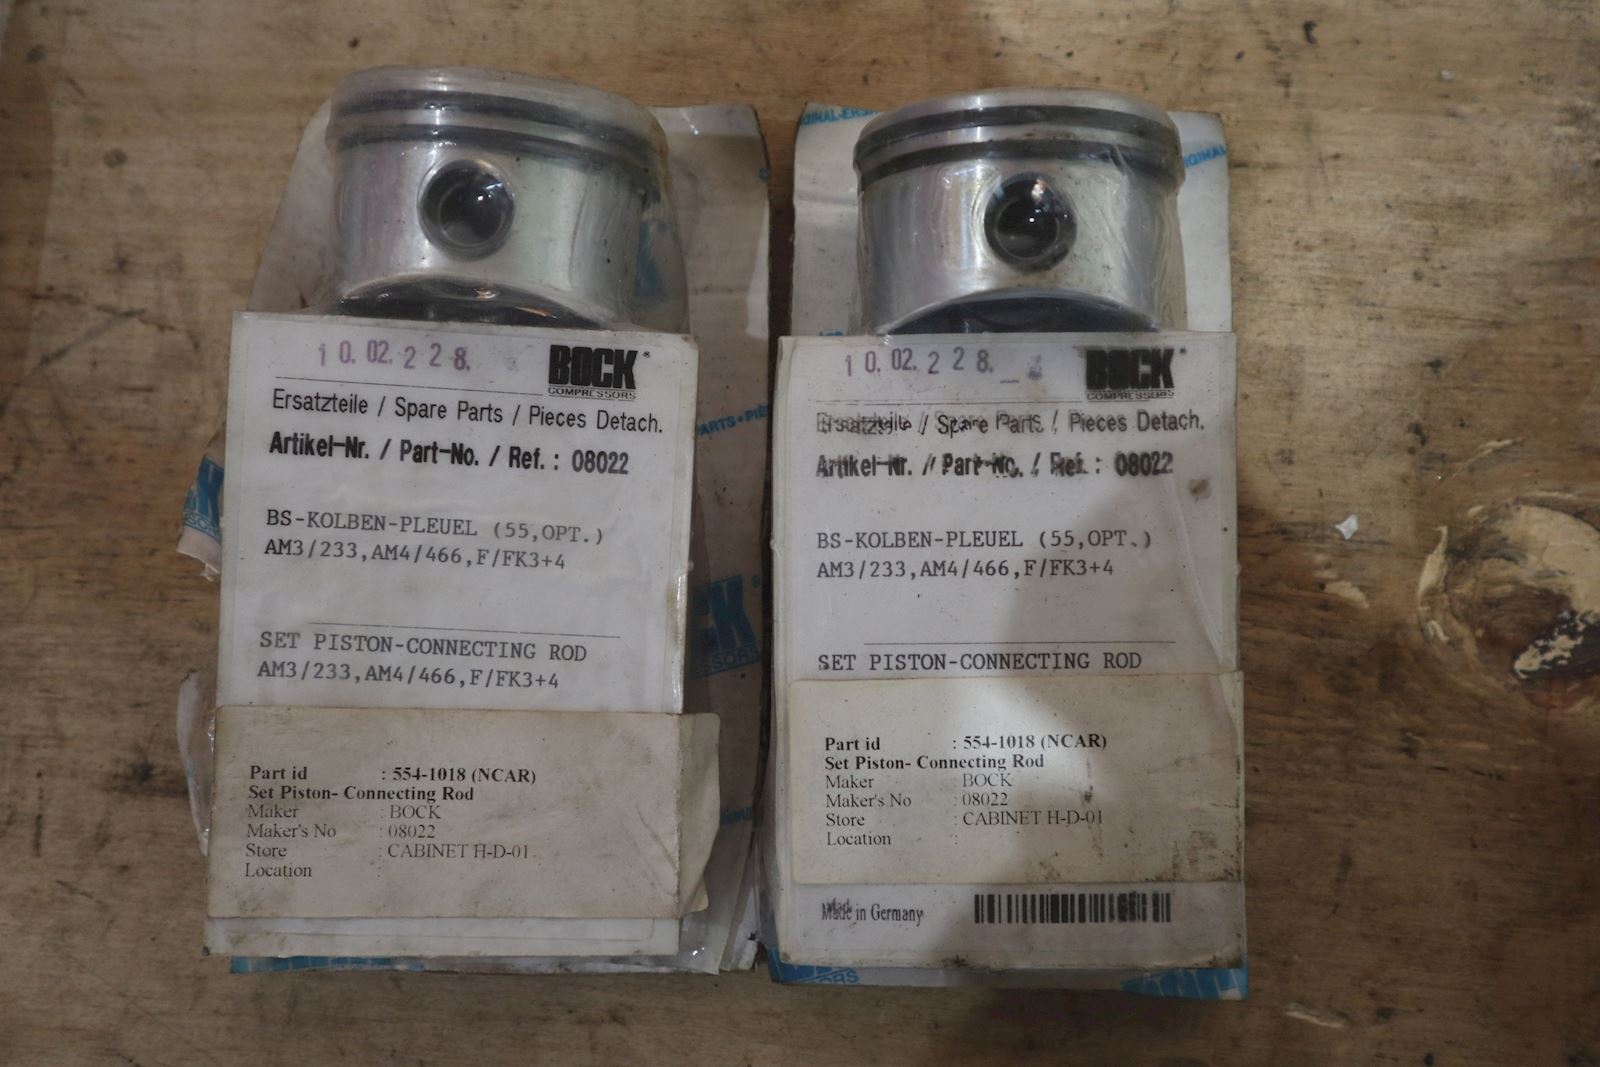 10.02.228.
BOCK®
COMPRESSORS
Ersatzteile / Spare Parts / Pieces Detach.
Artikel-Nr. / Part-No. / Ref. : 08022
BS-KOLBEN-PLEUEL (55,OPT.)
AM3/233,AM4/466,F/FK3+4
SET PISTON-CONNECTING ROD
AM3/233,AM4/466,F/FK3+4
Part id : 554-1018 (NCAR)
Set Piston- Connecting Rod
Maker : BOCK
Maker's No : 08022
Store : CABINET H-D-01
Location :
10.02.228.
BOCK®
COMPRESSORS
Ersatzteile / Spare Parts / Pieces Detach.
Artikel-Nr. / Part-No. / Ref. : 08022
BS-KOLBEN-PLEUEL (55,OPT.)
AM3/233,AM4/466,F/FK3+4
SET PISTON-CONNECTING ROD
Part id : 554-1018 (NCAR)
Set Piston- Connecting Rod
Maker : BOCK
Maker's No : 08022
Store : CABINET H-D-01
Location :
Made in Germany